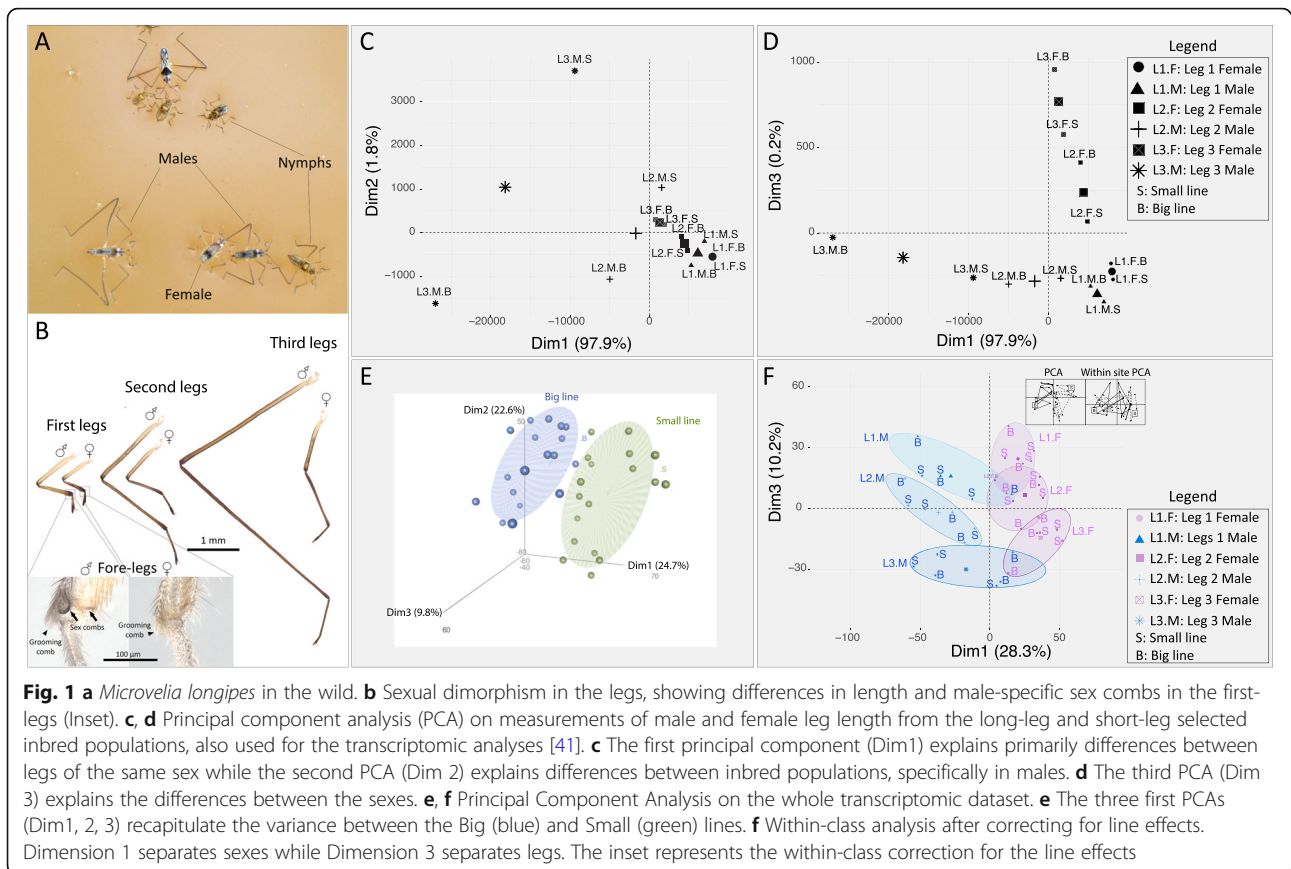 A
Males
Nymphs
Female
B
Third legs
♂
♀
Second legs
♂
♀
First legs
♂
♀
1 mm
♂ Fore-legs ♀
Grooming comb
Sex combs
Grooming comb
100 µm
C
L3.M.S
3000
2000
1000
0
−1000
Dim2 (1.8%)
L2.M.S
L3.F.B
L3.F.S
L2.F.B
L1.M.S
L2.F.S
L1.F.B
L1.M.B
L1.F.S
L2.M.B
L3.M.B
−20000
−10000
0
Dim1 (97.9%)
D
L3.F.B
1000
500
0
Dim3 (0.2%)
L3.F.S
L2.F.B
L2.F.S
L3.M.B
L3.M.S
L2.M.B
L2.M.S
L1.M.B
L1.F.B
L1.F.S
L1.M.S
−20000
−10000
0
Dim1 (97.9%)
Legend
L1.F: Leg 1 Female
L1.M: Leg 1 Male
L2.F: Leg 2 Female
L2.M: Leg 2 Male
L3.F: Leg 3 Female
L3.M: Leg 3 Male
S: Small line
B: Big line
E
Big line
Dim2 (22.6%)
50
Small line
.B
.S
-60
-40
Dim1 (24.7%)
70
Dim3 (9.8%)
60
F
PCA
Within site PCA
60
30
0
−30
Dim3 (10.2%)
L1.M
L2.M
L3.M
L1.F
L2.F
L3.F
−100
−50
0
50
Dim1 (28.3%)
Legend
L1.F: Leg 1 Female
L1.M: Legs 1 Male
L2.F: Leg 2 Female
L2.M: Leg 2 Male
L3.F: Leg 3 Female
L3.M: Leg 3 Male
S: Small line
B: Big line
Fig. 1 a Microvelia longipes in the wild. b Sexual dimorphism in the legs, showing differences in length and male-specific sex combs in the first-
legs (Inset). c, d Principal component analysis (PCA) on measurements of male and female leg length from the long-leg and short-leg selected
inbred populations, also used for the transcriptomic analyses [41]. c The first principal component (Dim1) explains primarily differences between
legs of the same sex while the second PCA (Dim 2) explains differences between inbred populations, specifically in males. d The third PCA (Dim
3) explains the differences between the sexes. e, f Principal Component Analysis on the whole transcriptomic dataset. e The three first PCAs
(Dim1, 2, 3) recapitulate the variance between the Big (blue) and Small (green) lines. f Within-class analysis after correcting for line effects.
Dimension 1 separates sexes while Dimension 3 separates legs. The inset represents the within-class correction for the line effects